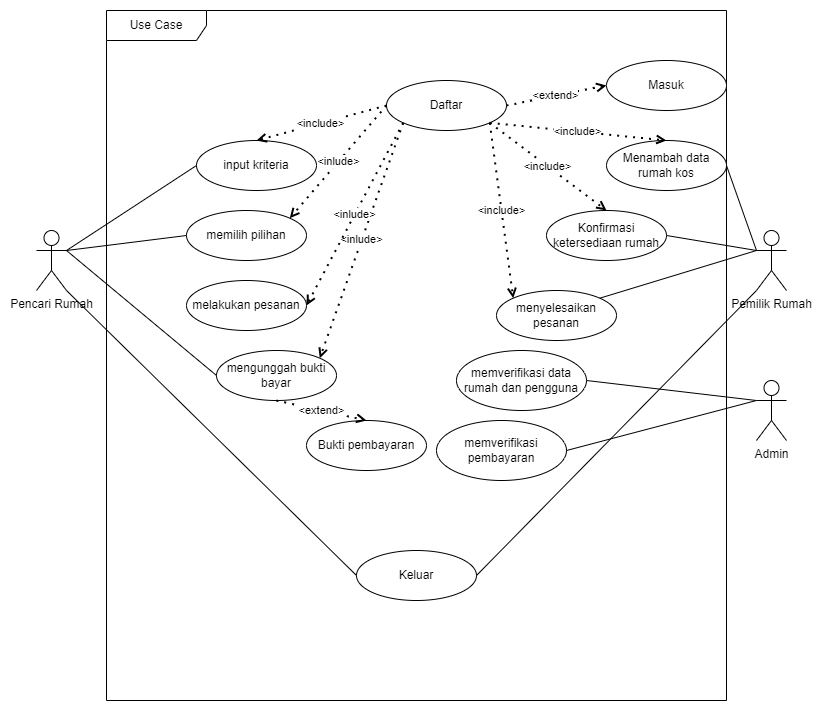 Use Case
Masuk
<extend>
Daftar
<include>
<include>
input kriteria
<inlude>
<include>
Menambah data
rumah kos
<inlude>
<include>
memilih pilihan
<inlude>
Konfirmasi
ketersediaan rumah
Pencari Rumah
melakukan pesanan
menyelesaikan
pesanan
Pemilik Rumah
mengunggah bukti
bayar
memverifikasi data
rumah dan pengguna
<extend>
Bukti pembayaran
memverifikasi
pembayaran
Admin
Keluar